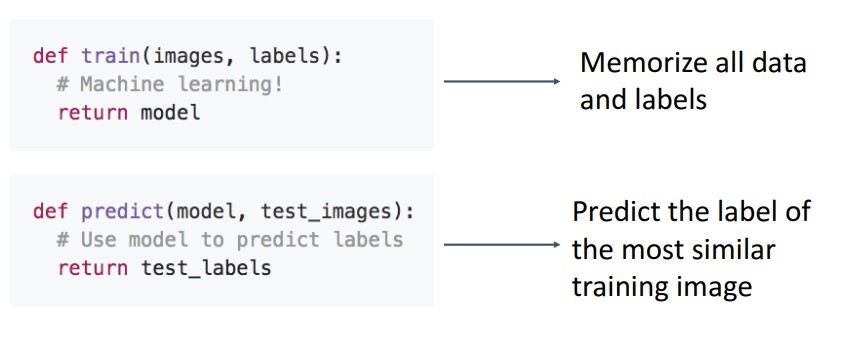 def train(images, labels):
# Machine learning!
return model
Memorize all data
and labels
def predict(model, test_images):
# Use model to predict labels
return test_labels
Predict the label of
the most similar
training image